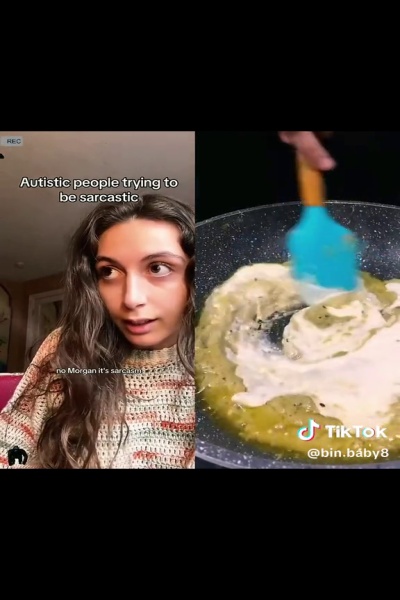 REC
Autistic people trying to
be sarcastic
no Morgan it's sarcasm
TikTok
@bin.baby8